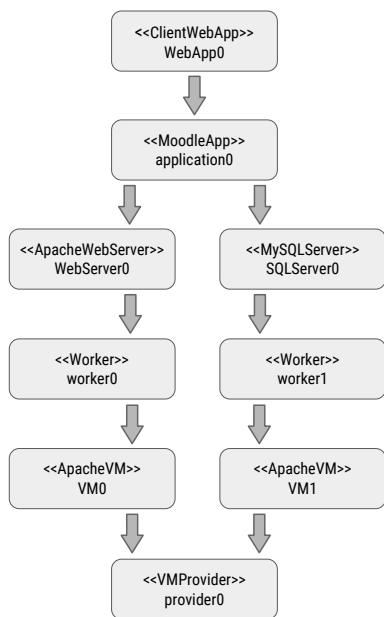 <<ClientWebApp>>
WebApp0
<<MoodleApp>>
application0
<<ApacheWebServer>>
WebServer0
<<MySQLServer>>
SQLServer0
<<Worker>>
worker0
<<Worker>>
worker1
<<ApacheVM>>
VM0
<<ApacheVM>>
VM1
<<VMProvider>>
provider0